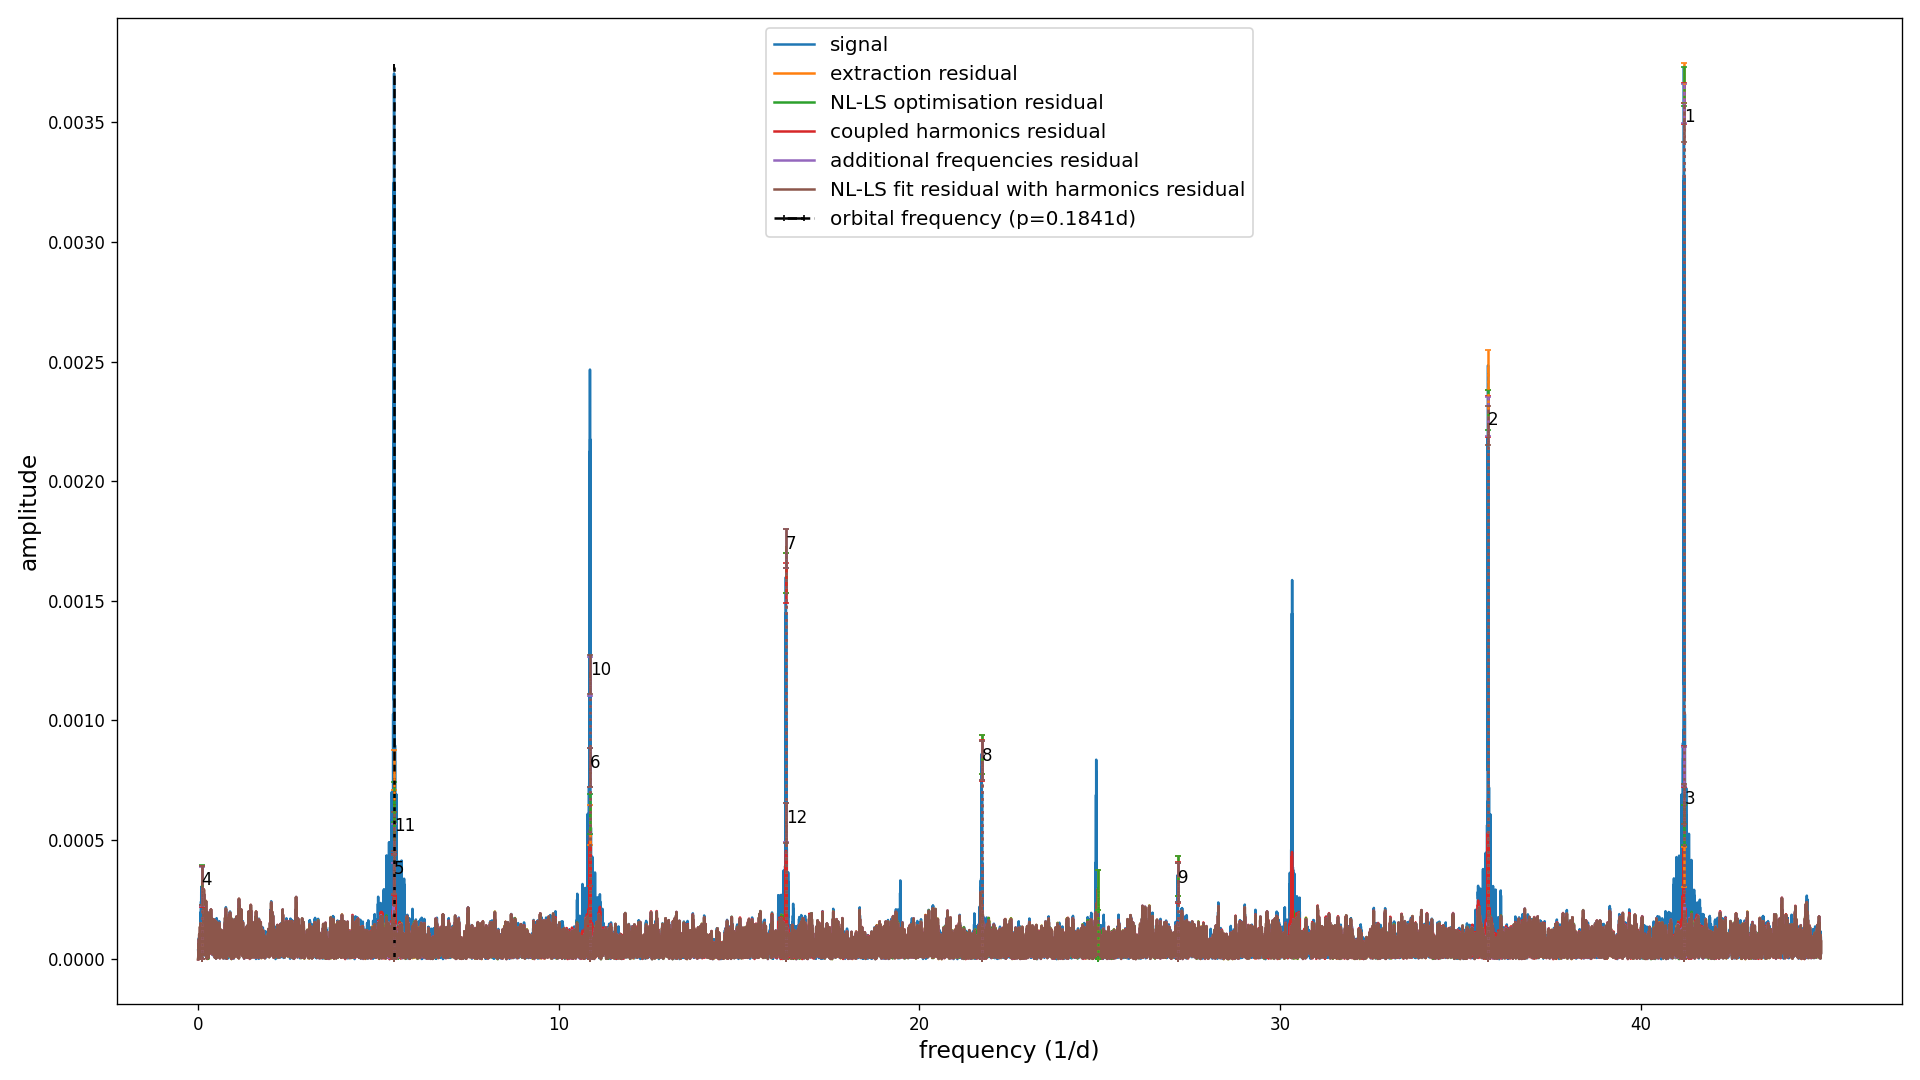 signal
extraction residual
NL-LS optimisation residual
coupled harmonics residual
additional frequencies residual
NL-LS fit residual with harmonics residual
orbital frequency (p=0.1841d)
amplitude
0.0035
0.0030
0.0025
0.0020
0.0015
0.0010
0.0005
0.0000
1
2
7
10
6
8
3
12
11
5
9
4
0
10
20
30
40
frequency (1/d)